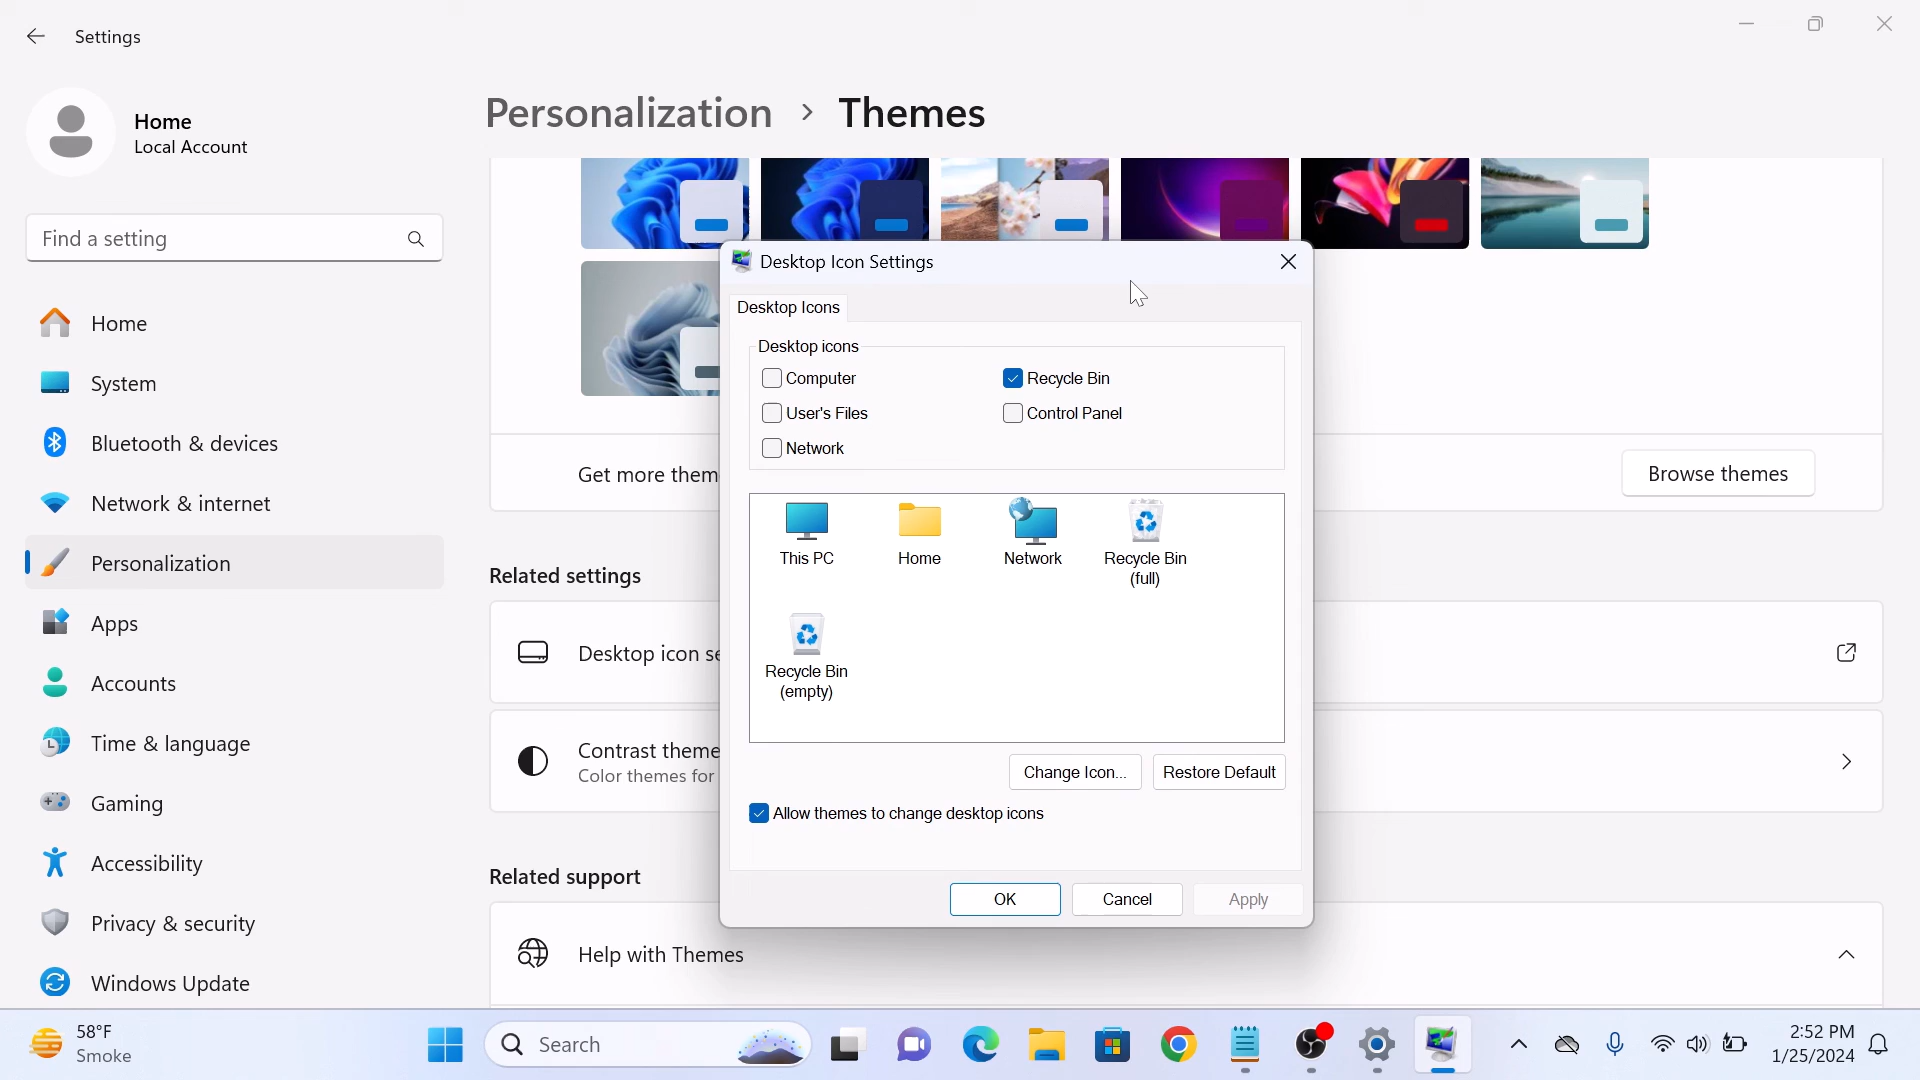 Settings
Home
Local Account
Find a setting
Home
System
Bluetooth & devices
Network & internet
Personalization
Apps
Accounts
Time & language
Gaming
Accessibility
Privacy & security
Windows Update
Personalization > Themes
Desktop Icon Settings
Desktop Icons
Desktop icons
Computer
Recycle Bin
User's Files
Control Panel
Network
This PC
Home
Network
Recycle Bin
(full)
Recycle Bin
(empty)
Change Icon...
Restore Default
Allow themes to change desktop icons
OK
Cancel
Apply
Get more them
Browse themes
Related settings
Desktop icon se
Contrast theme
Color themes for
Related support
Help with Themes
58°F
Smoke
Search
2:52 PM
1/25/2024